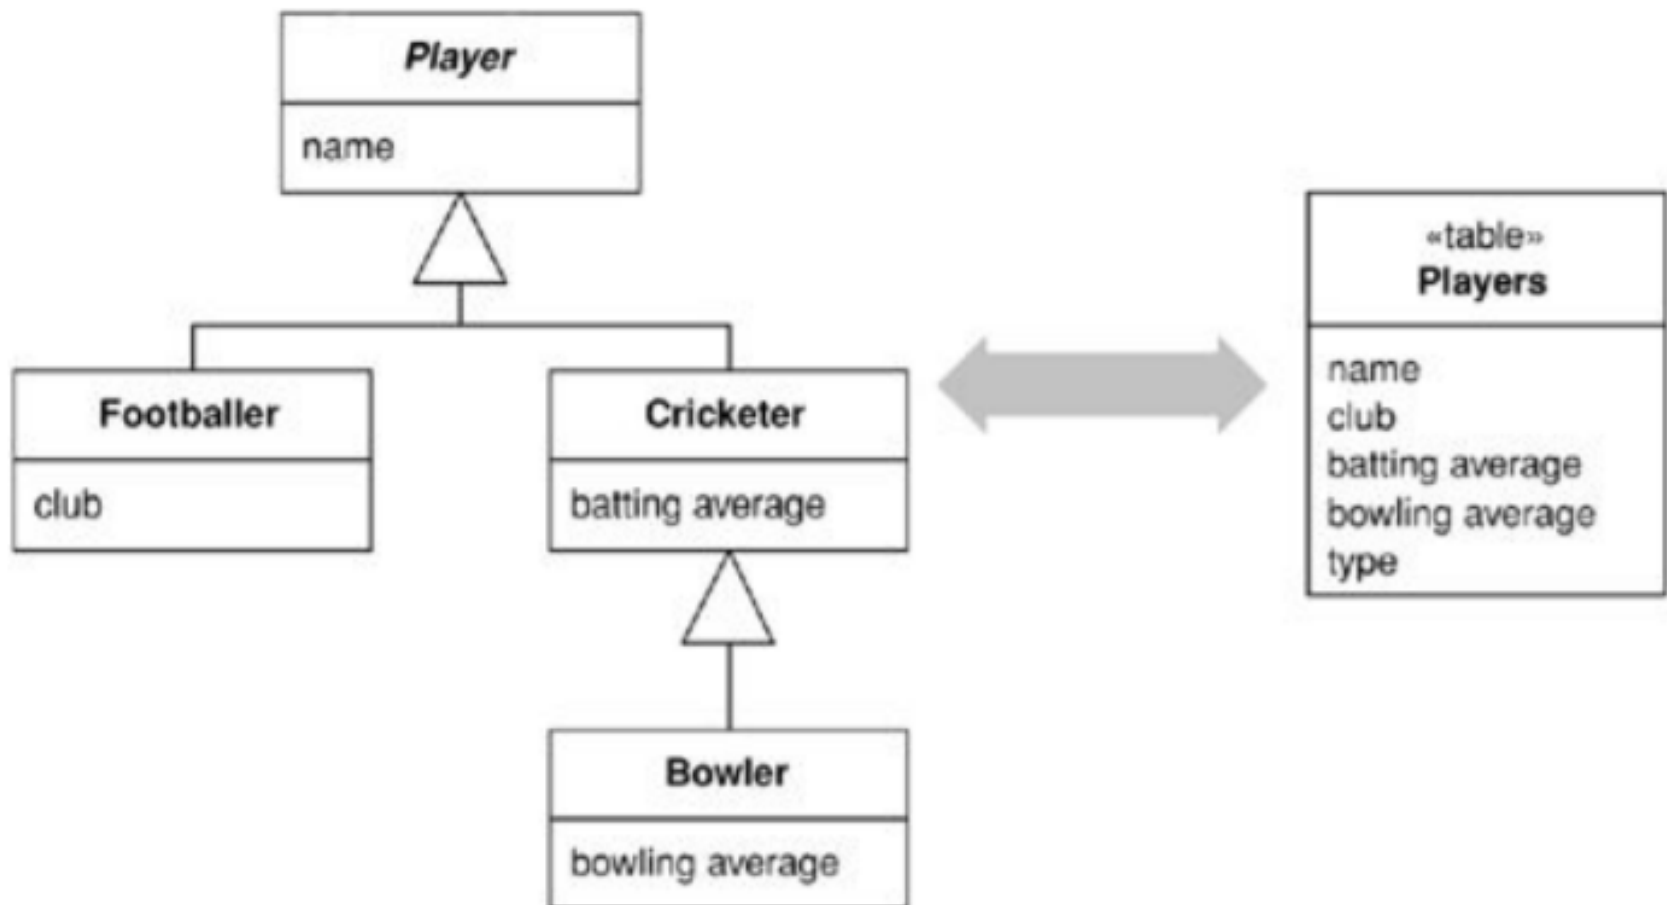 Player
name
Footballer
club
Cricketer
batting average
Bowler
bowling average
«table»
Players
name
club
batting average
bowling average
type